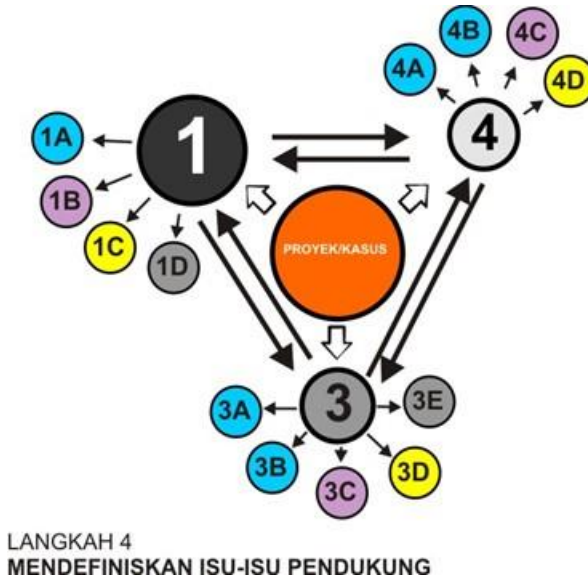 4B
4C
4A
4D
1
4
1A
1B
1C
1D
PROYEK/KASUS
3
3A
3E
3B
3D
3C
LANGKAH 4
MENDEFINISKAN ISU-ISU PENDUKUNG